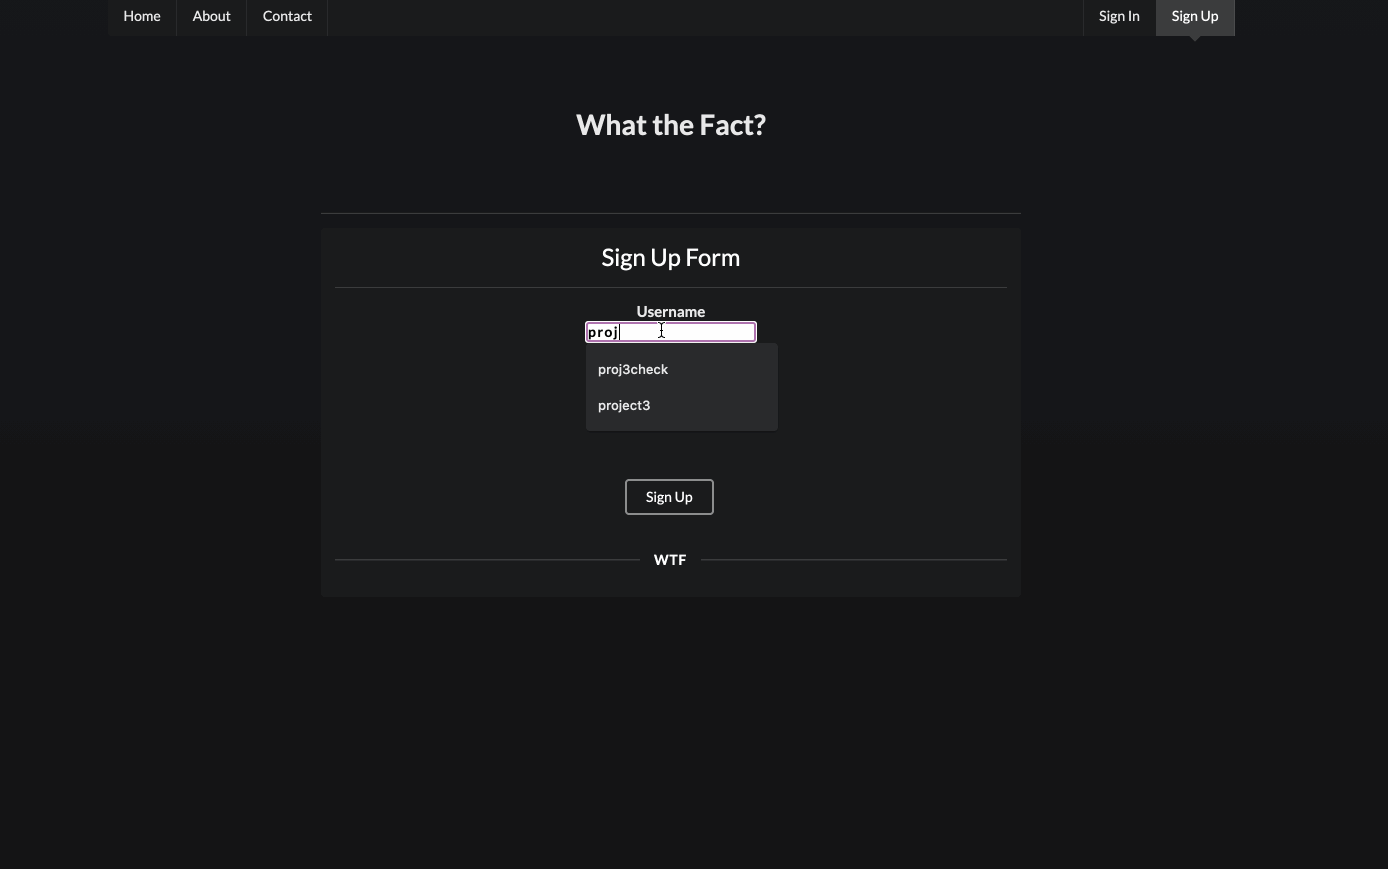 Home About Contact Sign In Sign Up
What the Fact?
Sign Up Form
Username
proj
proj3check
project3
Sign Up
WTF